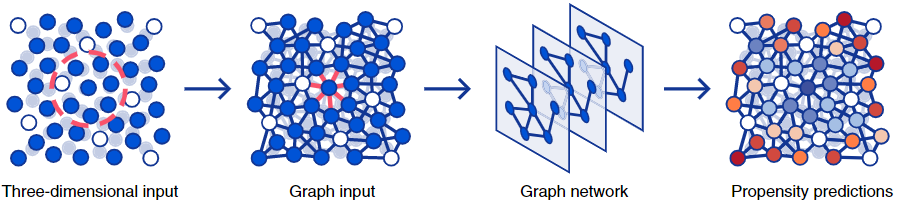 Three-dimensional input
Graph input
Graph network
Propensity predictions